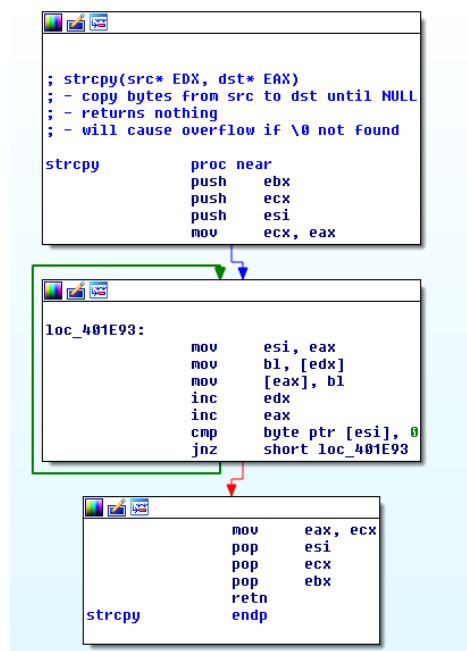 ; strcpy(src* EDX, dst* EAX)
; - copy bytes from src to dst until NULL
; - returns nothing
; - will cause overflow if \0 not found
strcpy proc near
push ebx
push ecx
push esi
mov ecx, eax
loc_401E93:
mov esi, eax
mov bl, [edx]
mov [eax], bl
inc edx
inc eax
cmp byte ptr [esi], 0
jnz short loc_401E93
mov eax, ecx
pop esi
pop ecx
pop ebx
retn
strcpy endp